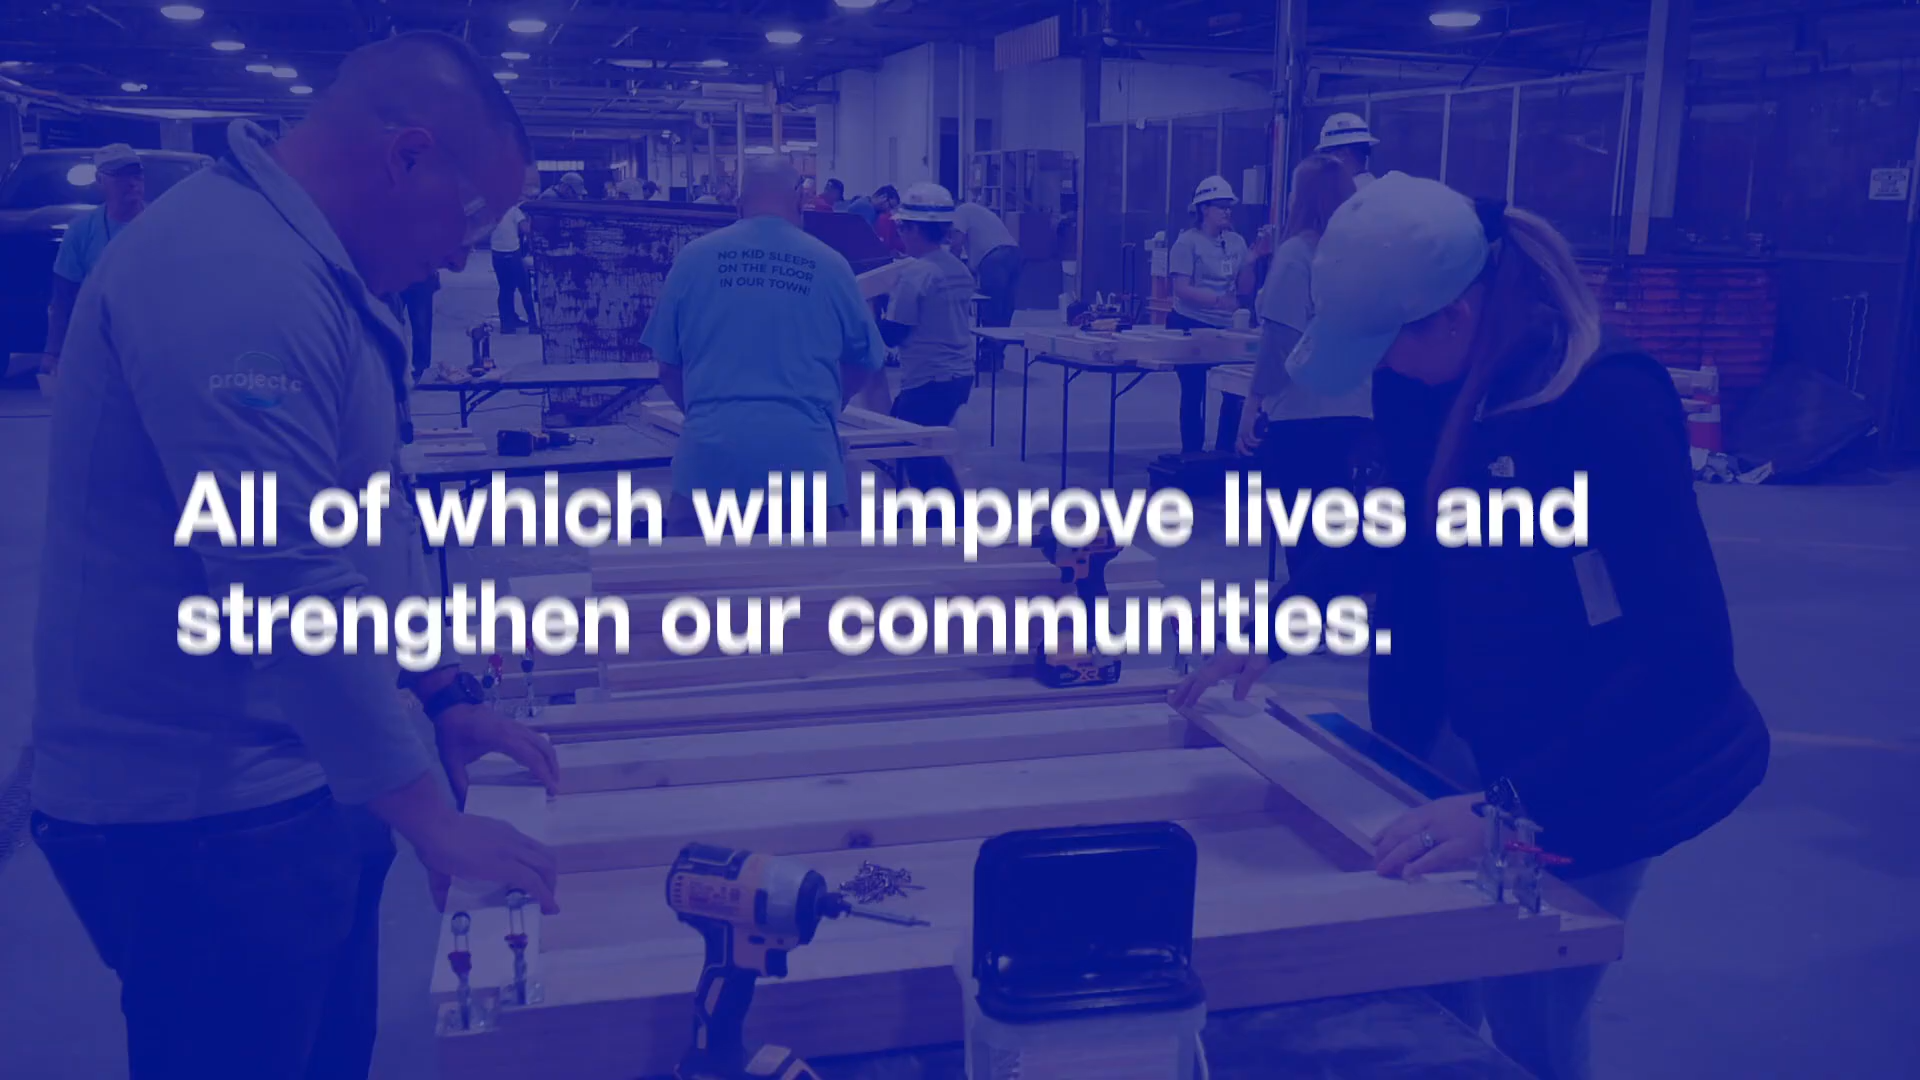 NO KID SLEEPS
ON THE FLOOR
IN OUR TOWN!
project c
All of which will improve lives and
strengthen our communities.
XR